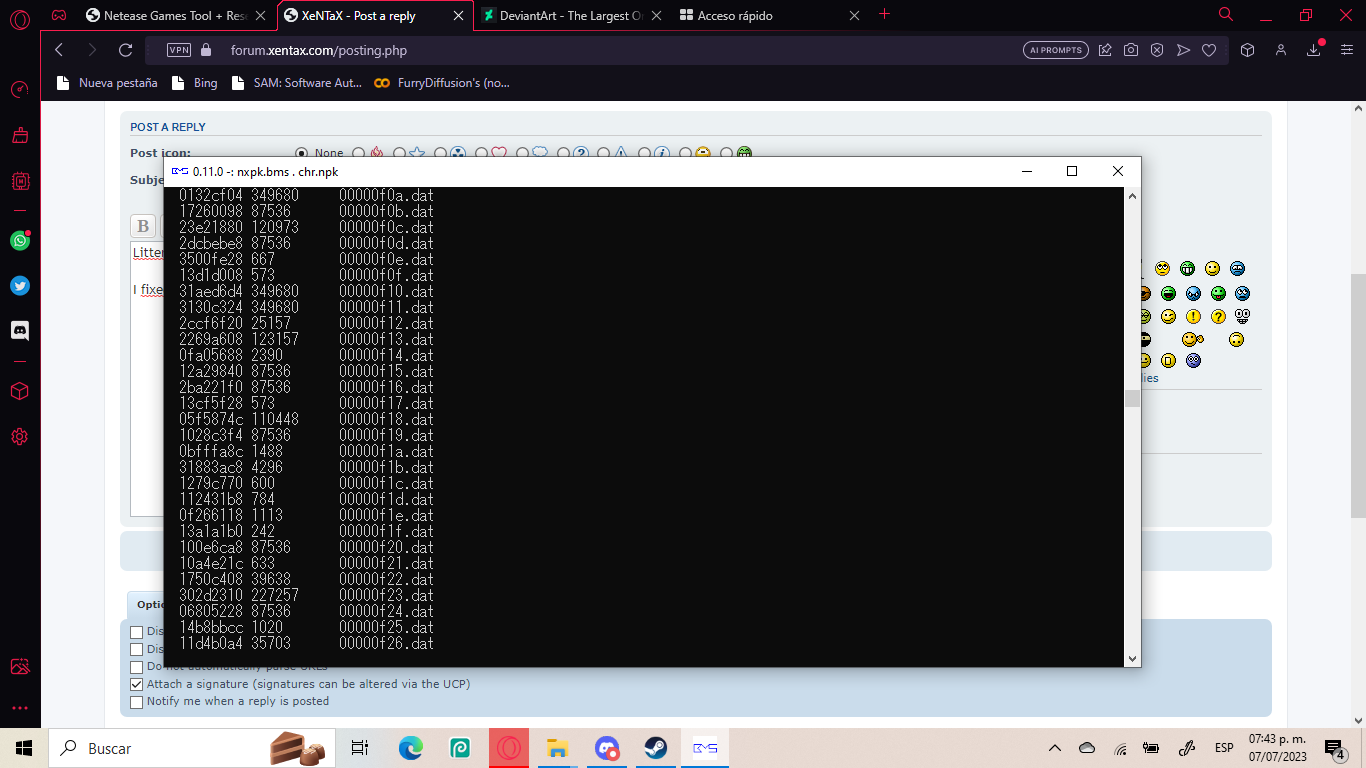 Netease Games Tool + Rese
XeNTaX - Post a reply
DeviantArt - The Largest O
Acceso rápido
VPN
forum.xentax.com/posting.php
AI PROMPTS
Nueva pestaña
Bing
SAM: Software Aut...
FurryDiffusion's (no...
POST A REPLY
Post icon:
None
Subje
B
Litter
I fixe
0.11.0 -: nxpk.bms . chr.npk
0132cf04 349680 00000f0a.dat
17260098 87536 00000f0b.dat
23e21880 120973 00000f0c.dat
2dcbebe8 87536 00000f0d.dat
3500fe28 667 00000f0e.dat
13d1d008 573 00000f0f.dat
31aed6d4 349680 00000f10.dat
3130c324 349680 00000f11.dat
2ccf6f20 25157 00000f12.dat
2269a608 123157 00000f13.dat
0fa05688 2390 00000f14.dat
12a29840 87536 00000f15.dat
2ba221f0 87536 00000f16.dat
13cf5f28 573 00000f17.dat
05f5874c 110448 00000f18.dat
1028c3f4 87536 00000f19.dat
0bfffa8c 1488 00000f1a.dat
31883ac8 4296 00000f1b.dat
1279c770 600 00000f1c.dat
112431b8 784 00000f1d.dat
0f266118 1113 00000f1e.dat
13a1a1b0 242 00000f1f.dat
100e6ca8 87536 00000f20.dat
10a4e21c 633 00000f21.dat
1750c408 39638 00000f22.dat
302d2310 227257 00000f23.dat
06805228 87536 00000f24.dat
14b8bbcc 1020 00000f25.dat
11d4b0a4 35703 00000f26.dat
lies
Optio
Dis
Dis
Do not automatically parse URLs
Attach a signature (signatures can be altered via the UCP)
Notify me when a reply is posted
Buscar
ESP
07:43 p. m.
07/07/2023
4